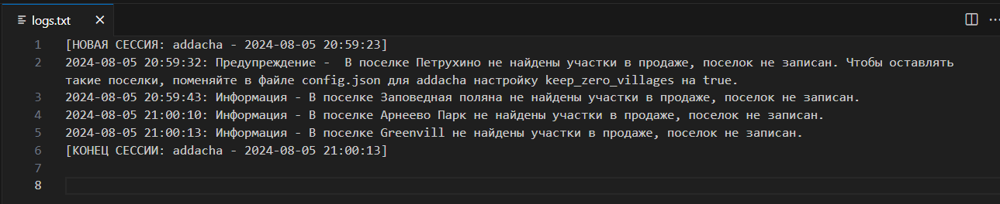 logs.txt
1 [НОВАЯ СЕССИЯ: addacha - 2024-08-05 20:59:23]
2 2024-08-05 20:59:32: Предупреждение -  В поселке Петрухино не найдены участки в продаже, поселок не записан. Чтобы оставлять
такие поселки, поменяйте в файле config.json для addacha настройку keep_zero_villages на true.
3 2024-08-05 20:59:43: Информация - В поселке Заповедная поляна не найдены участки в продаже, поселок не записан.
4 2024-08-05 21:00:10: Информация - В поселке Арнеево Парк не найдены участки в продаже, поселок не записан.
5 2024-08-05 21:00:13: Информация - В поселке Greenvill не найдены участки в продаже, поселок не записан.
6 [КОНЕЦ СЕССИИ: addacha - 2024-08-05 21:00:13]
7
8